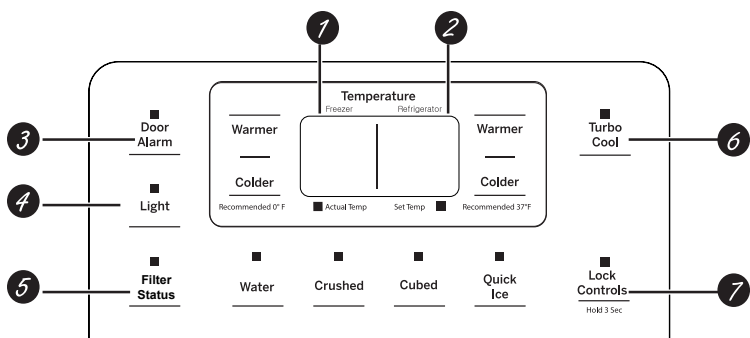 1
2
Temperature
Freezer
Refrigerator
3
Door
Alarm
Warmer
Warmer
Turbo
Cool
6
4
Light
Colder
Colder
Recommended 0° F
Actual Temp
Set Temp
Recommended 37°F
5
Filter
Status
Water
Crushed
Cubed
Quick
Ice
Lock
Controls
Hold 3 Sec
7